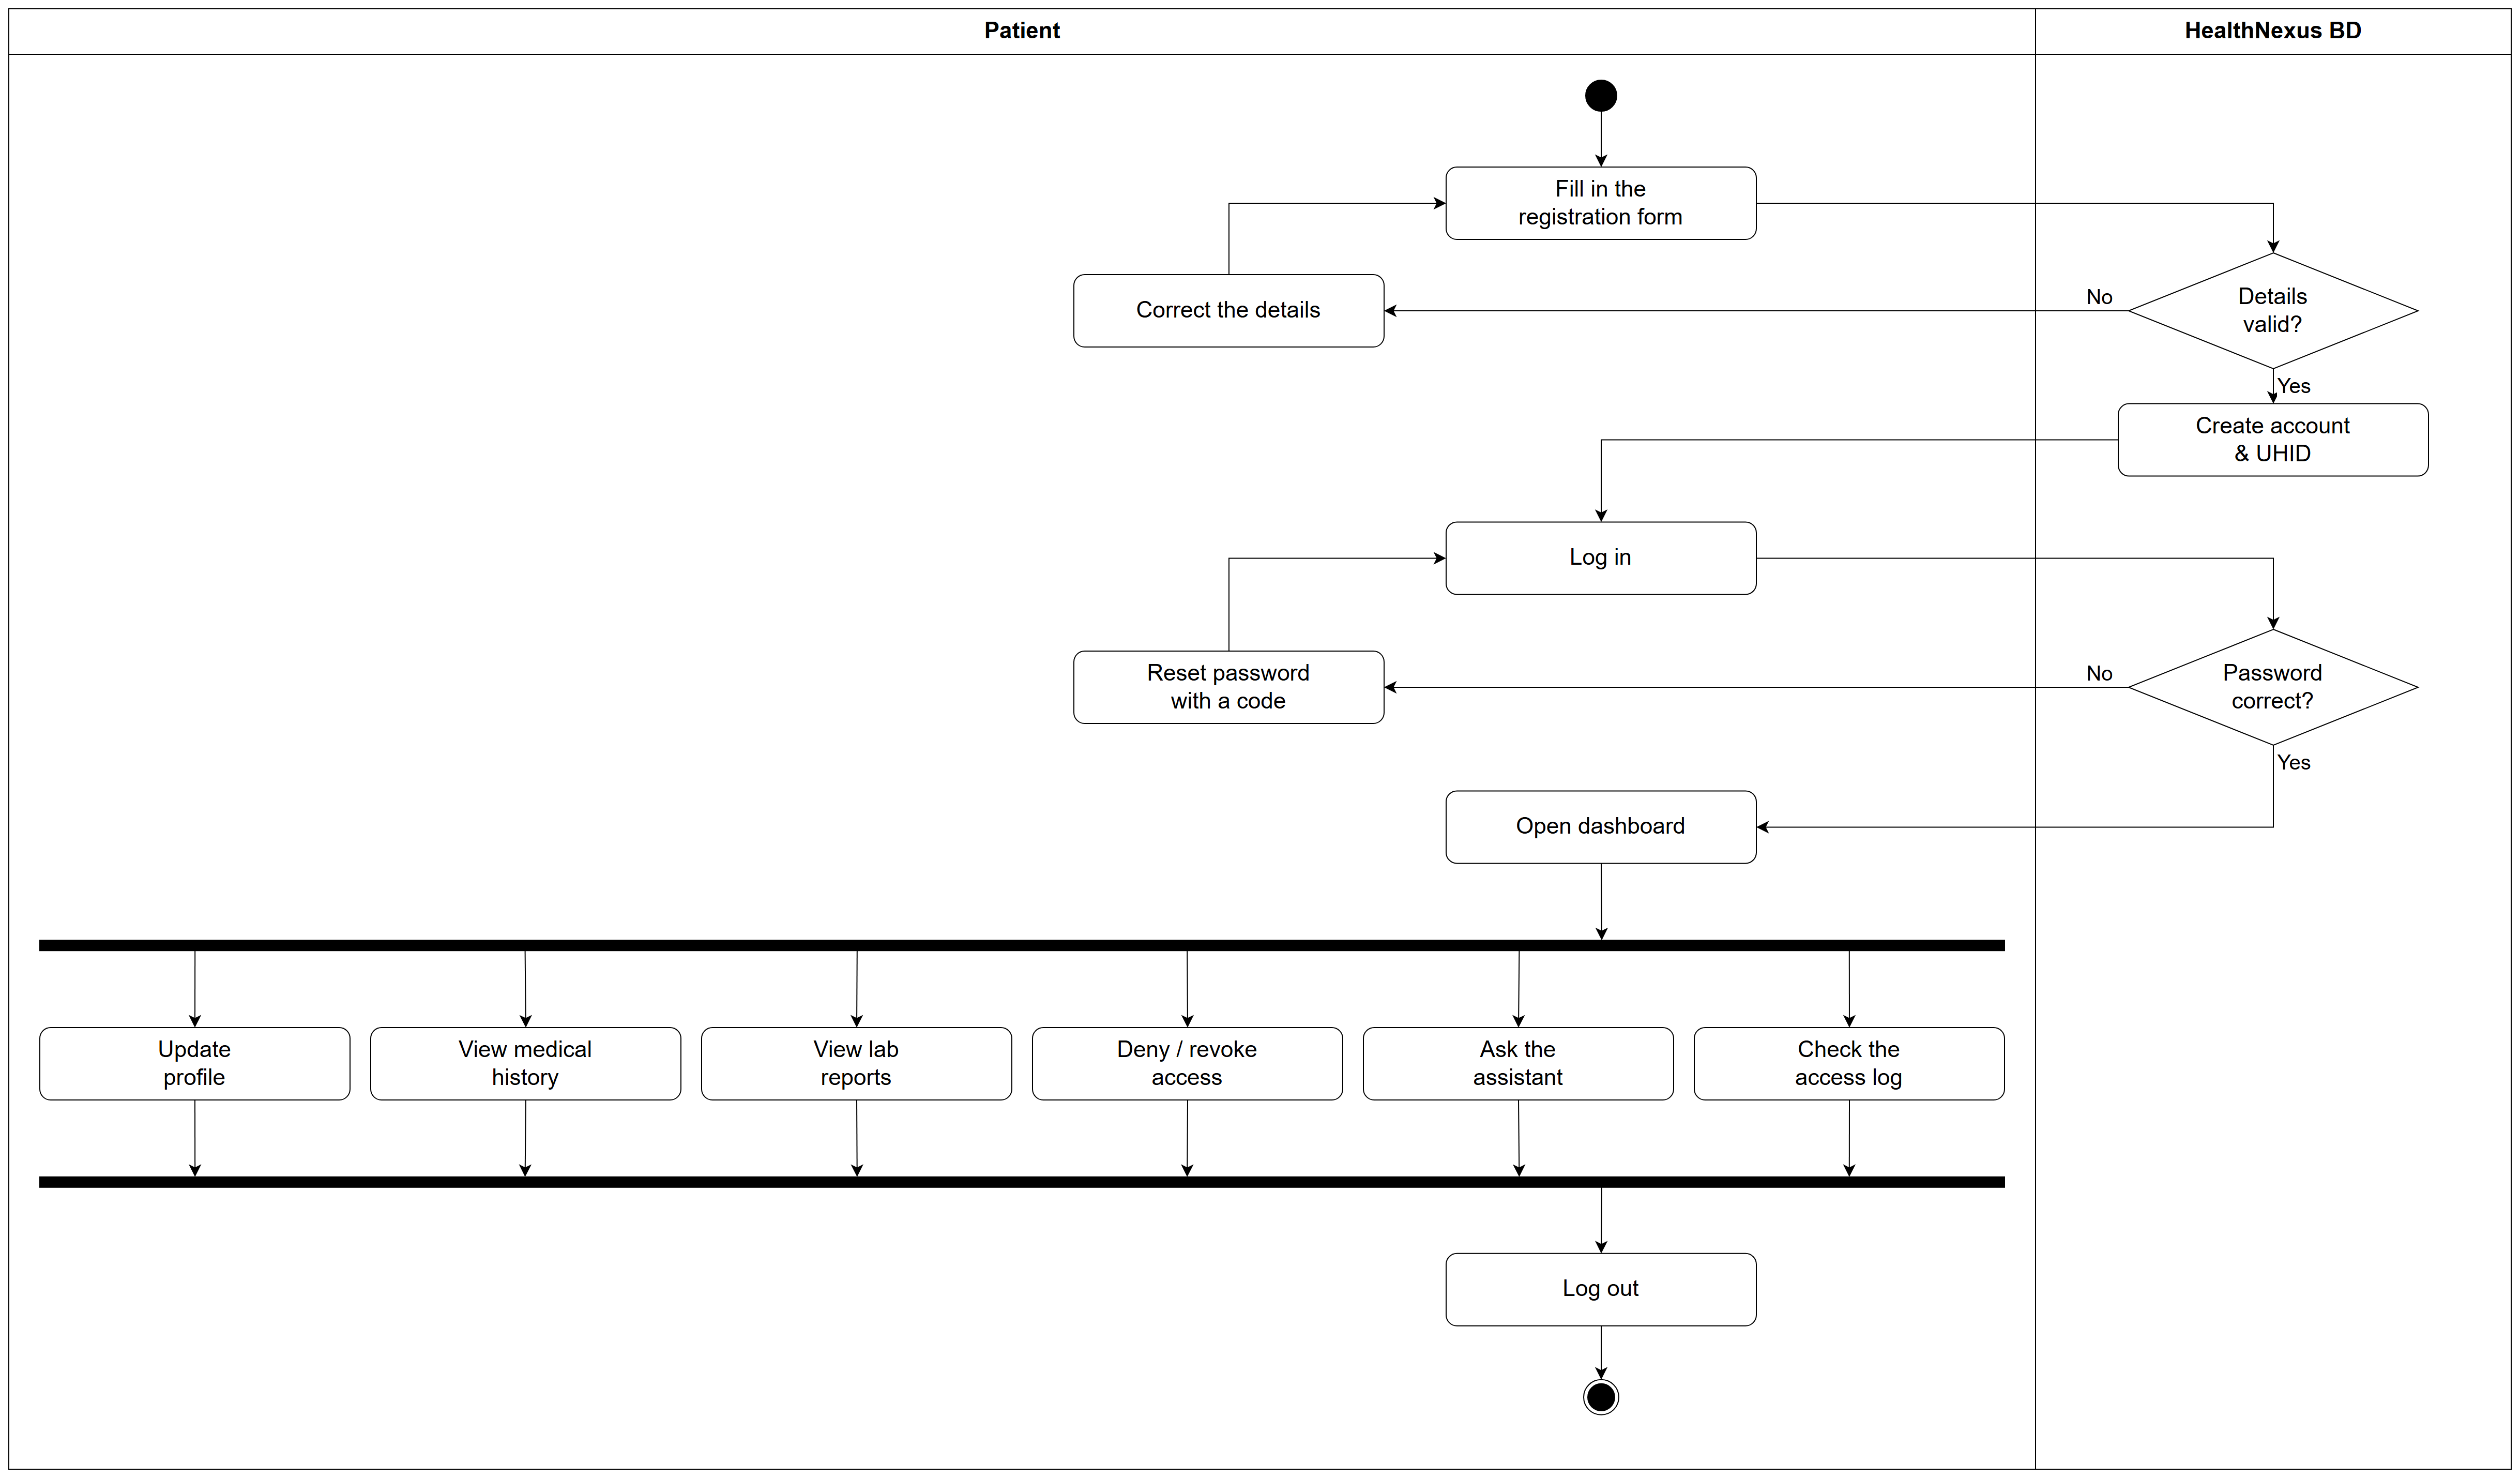 Patient
HealthNexus BD
Fill in the
registration form
Correct the details
No
Details
valid?
Yes
Create account
& UHID
Log in
Reset password
with a code
No
Password
correct?
Yes
Open dashboard
Update
profile
View medical
history
View lab
reports
Deny / revoke
access
Ask the
assistant
Check the
access log
Log out